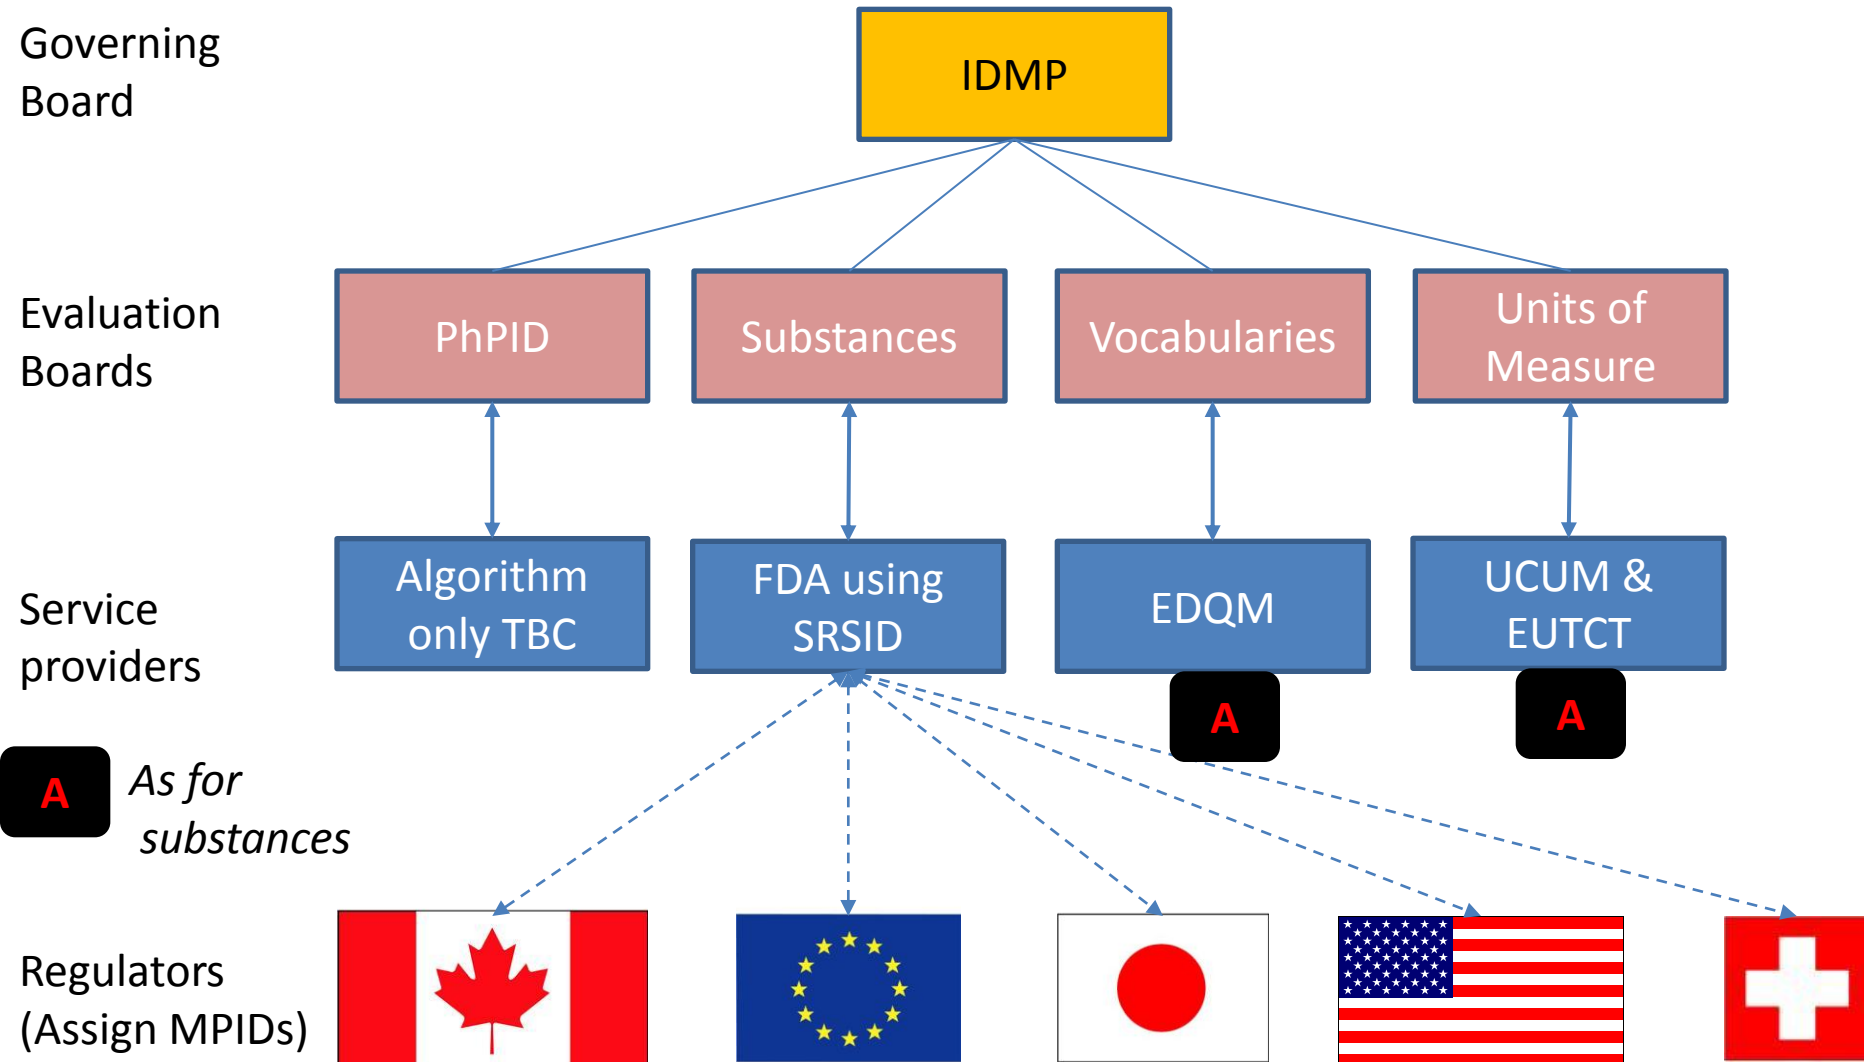 Governing
Board
IDMP
Evaluation
Boards
PhPID
Substances
Vocabularies
Units of
Measure
Service
providers
Algorithm
only TBC
FDA using
SRSID
EDQM
UCUM &
EUTCT
A
A
A
As for
substances
Regulators
(Assign MPIDs)